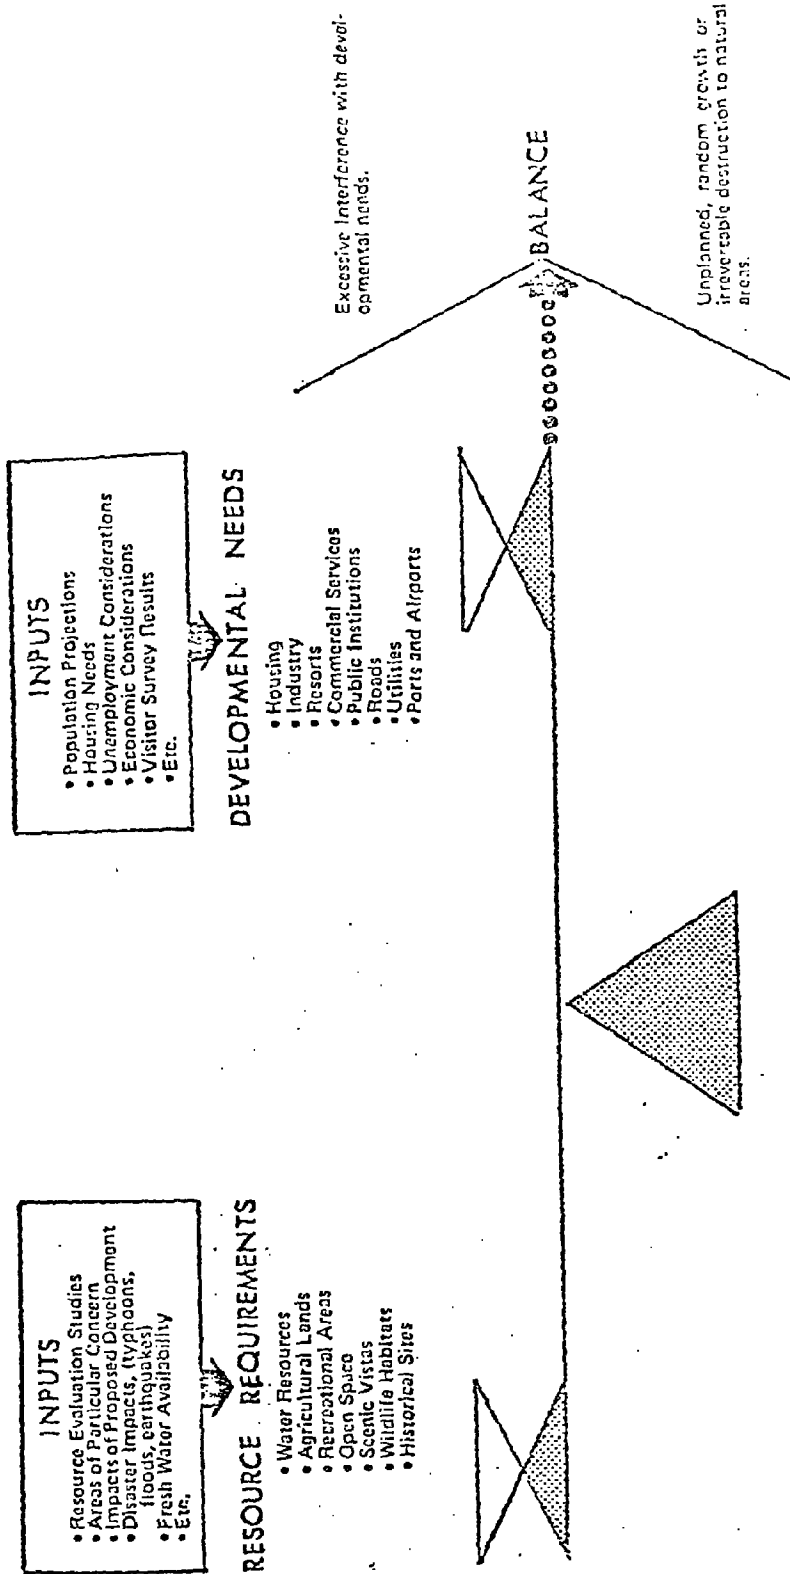 INPUTS
• Resource Evaluation Studies
• Areas of Particular Concern
• Impacts of Proposed Development
• Disaster Impacts, (typhoons,
floods, earthquakes)
• Fresh Water Availability
• Etc.
RESOURCE REQUIREMENTS
• Water Resources
• Agricultural Lands
• Recreational Areas
• Open Space
• Scenic Vistas
• Wildlife Habitats
• Historical Sites
INPUTS
• Population Projections
• Housing Needs
• Unemployment Considerations
• Economic Considerations
• Visitor Survey Results
• Etc.
DEVELOPMENTAL NEEDS
• Housing
• Industry
• Resorts
• Commercial Services
• Public Institutions
• Roads
• Utilities
• Ports and Airports
Excessive Interference with devel-
opmental needs.
BALANCE
Unplanned, random growth or
irrevertable destruction to natural
areas.